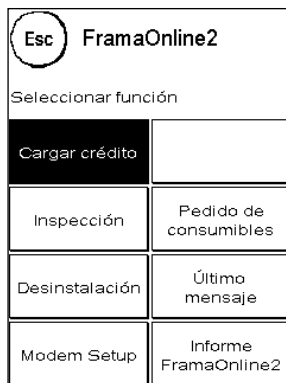 Esc FramaOnline2
Seleccionar función
Cargar crédito
Inspección
Pedido de
consumibles
Desinstalación
Último
mensaje
Modem Setup
Informe
FramaOnline2